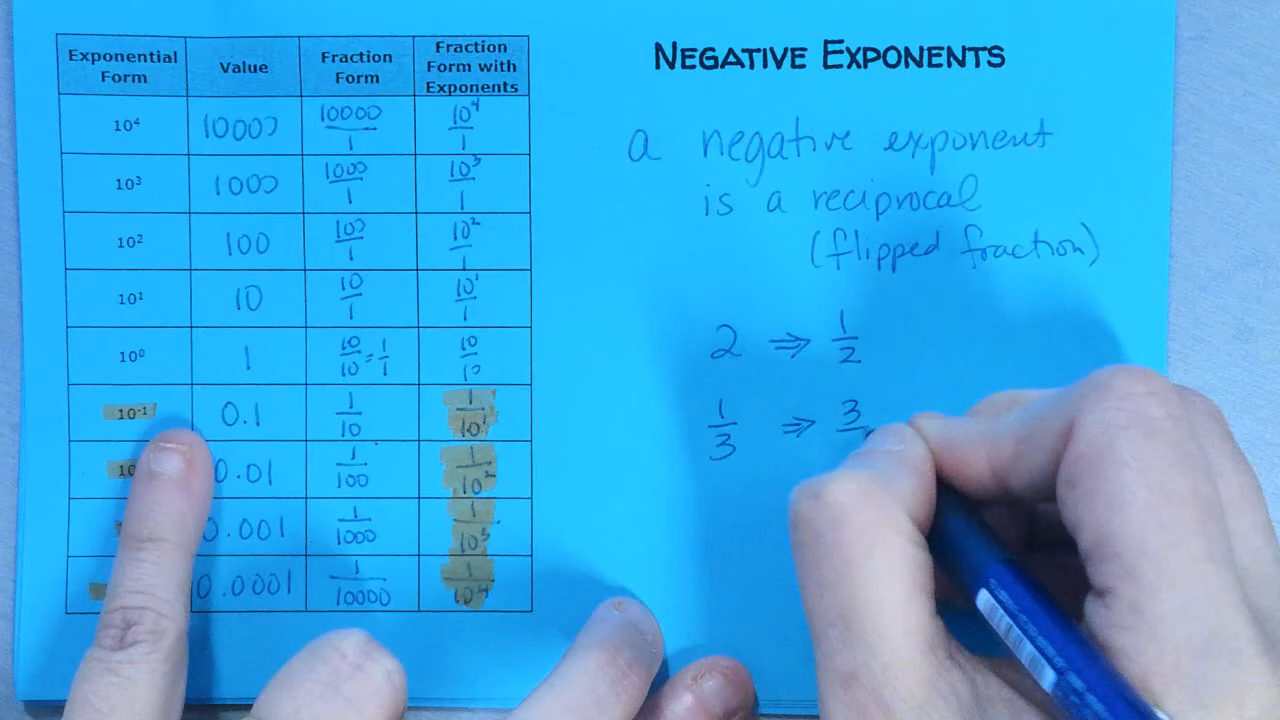 Exponential Form Value Fraction Form Fraction Form with Exponents
10⁴ 10000 10000/1 10⁴/1
10³ 1000 1000/1 10³/1
10² 100 100/1 10²/1
10¹ 10 10/1 10¹/1
10⁰ 1 10/10 = 1/1 10/10
10⁻¹ 0.1 1/10 1/10¹
10 0.01 1/100 1/10²
0.001 1/1000 1/10³
0.0001 1/10000 1/10⁴
NEGATIVE EXPONENTS
a negative exponent
is a reciprocal
(flipped fraction)
2 ⇒ 1/2
1/3 ⇒ 3/